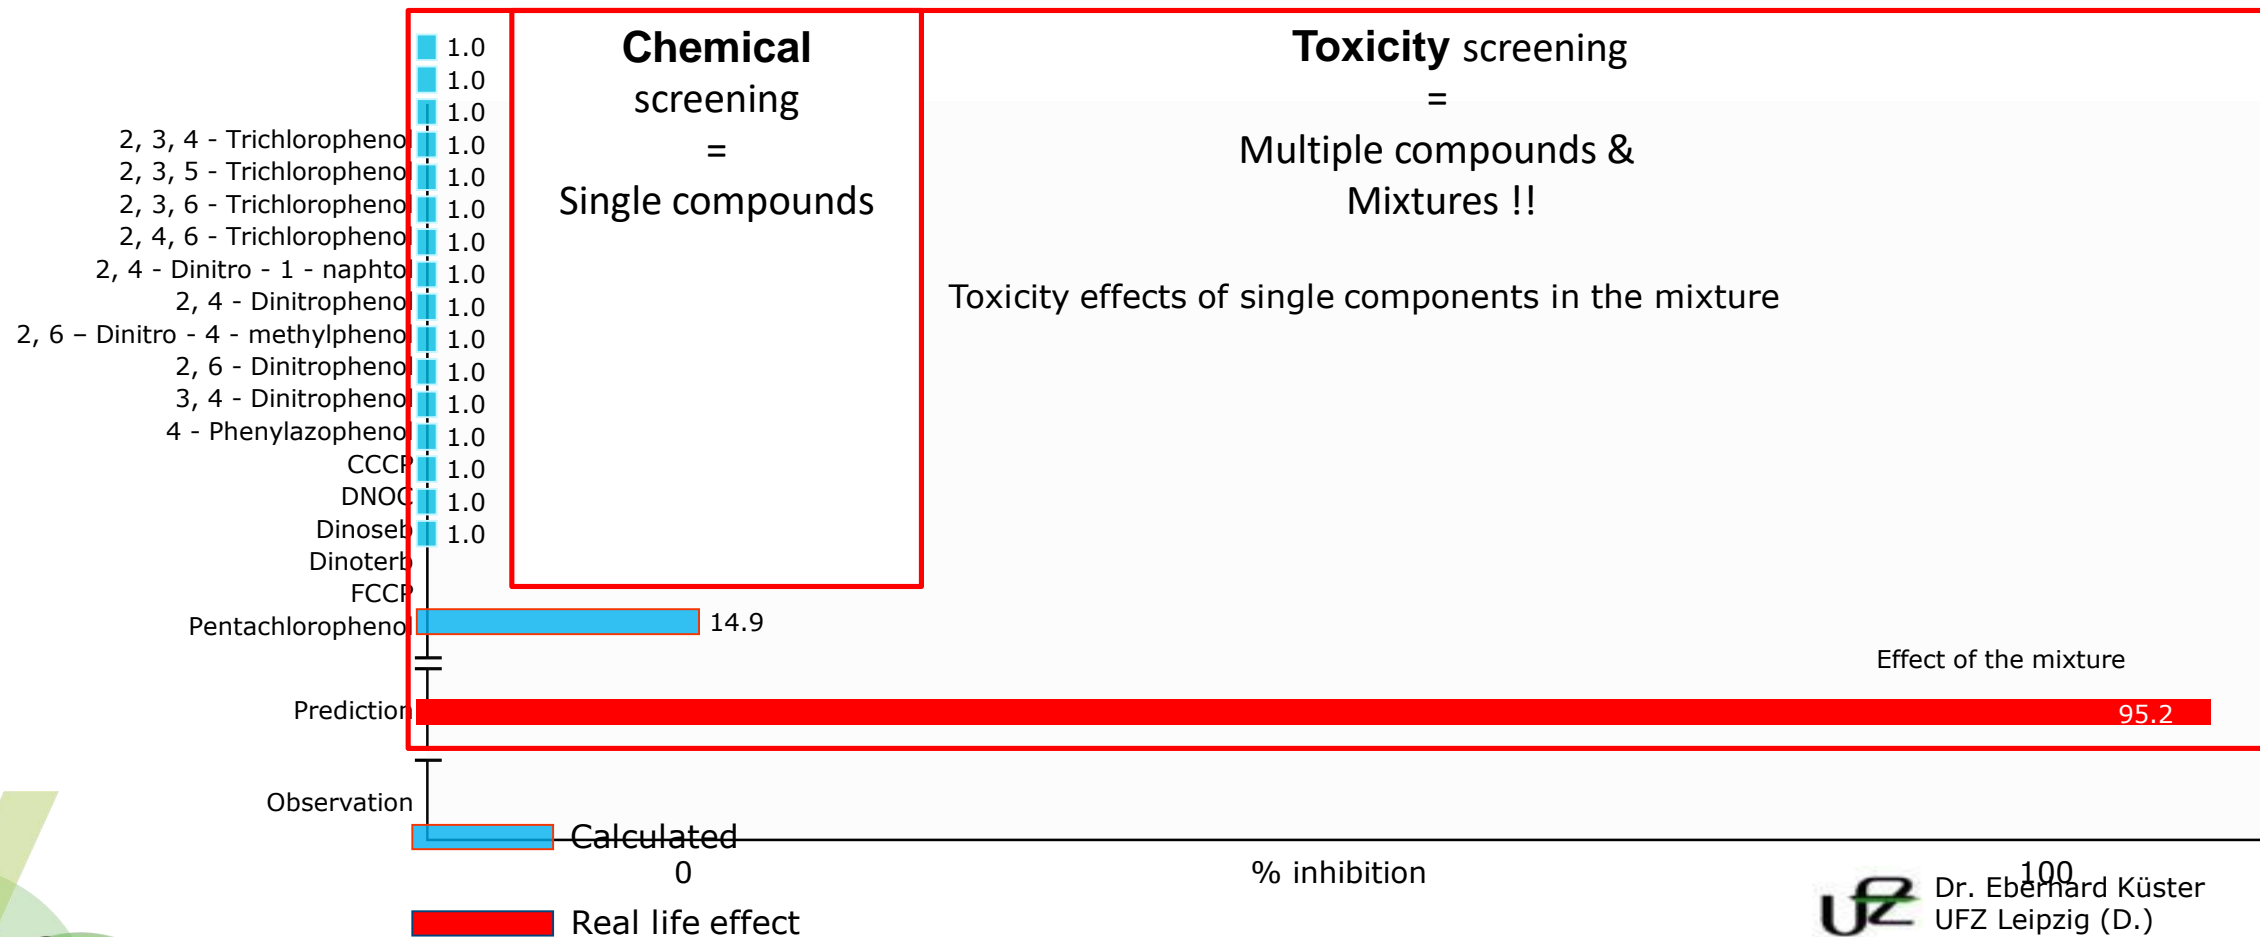 Chemical
screening
=
Single compounds
Toxicity screening
=
Multiple compounds &
Mixtures !!
Toxicity effects of single components in the mixture
1.0
1.0
1.0
2, 3, 4 - Trichlorophenol 1.0
2, 3, 5 - Trichlorophenol 1.0
2, 3, 6 - Trichlorophenol 1.0
2, 4, 6 - Trichlorophenol 1.0
2, 4 - Dinitro - 1 - naphtol 1.0
2, 4 - Dinitrophenol 1.0
2, 6 – Dinitro - 4 - methylphenol 1.0
2, 6 - Dinitrophenol 1.0
3, 4 - Dinitrophenol 1.0
4 - Phenylazophenol 1.0
CCCP 1.0
DNOC 1.0
Dinoseb 1.0
Dinoterb
FCCP
Pentachlorophenol 14.9
Effect of the mixture
Prediction 95.2
Observation
Calculated
0 % inhibition 100
Real life effect
UFZ
Dr. Eberhard Küster
UFZ Leipzig (D.)